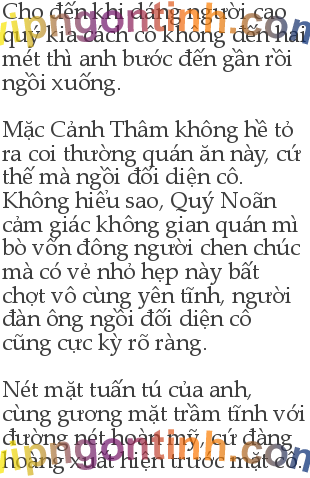 Cho đến khi dáng người cao
quý kia cách cô không đến hai
mét thì anh bước đến gần rồi
ngồi xuống.
Mặc Cảnh Thâm không hề tỏ
ra coi thường quán ăn này, cứ
thế mà ngồi đối diện cô.
Không hiểu sao, Quý Noãn
cảm giác không gian quán mì
bò vốn đông người chen chúc
mà có vẻ nhỏ hẹp này bất
chợt vô cùng yên tĩnh, người
đàn ông ngồi đối diện cô
cũng cực kỳ rõ ràng.
Nét mặt tuấn tú của anh,
cùng gương mặt trầm tĩnh với
đường nét hoàn mỹ, cứ đàng
hoàng xuất hiện trước mặt cô.
vipngontinh.com
vipngontinh.com